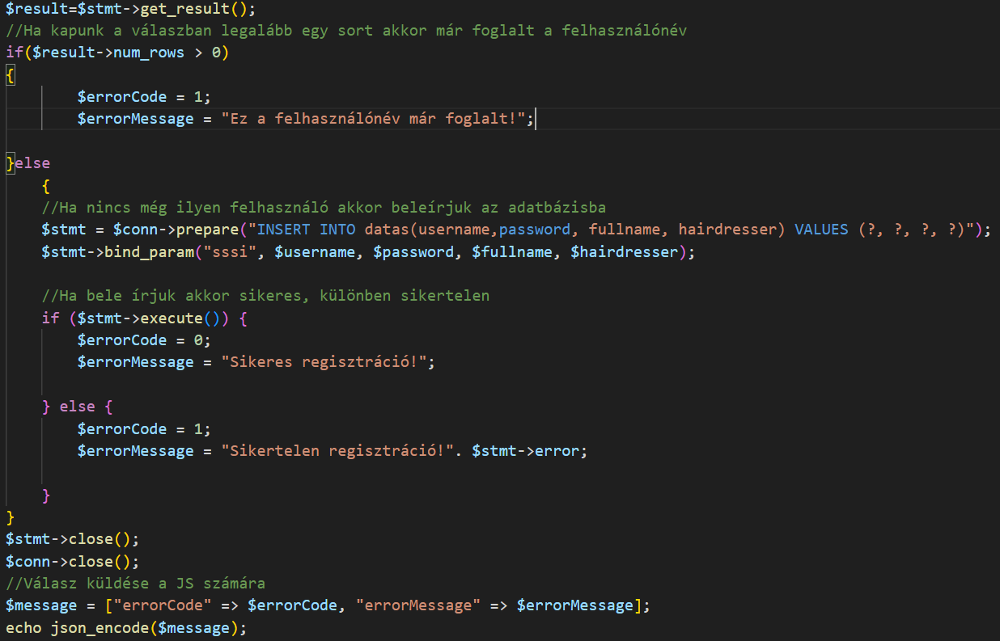 $result=$stmt->get_result();
//Ha kapunk a válaszban legalább egy sort akkor már foglalt a felhasználónév
if($result->num_rows > 0)
{
        $errorCode = 1;
        $errorMessage = "Ez a felhasználónév már foglalt!";

}else
    {
    //Ha nincs még ilyen felhasználó akkor beleírjuk az adatbázisba
    $stmt = $conn->prepare("INSERT INTO datas(username,password, fullname, hairdresser) VALUES (?, ?, ?, ?)");
    $stmt->bind_param("sssi", $username, $password, $fullname, $hairdresser);

    //Ha bele írjuk akkor sikeres, különben sikertelen
    if ($stmt->execute()) {
        $errorCode = 0;
        $errorMessage = "Sikeres regisztráció!";

    } else {
        $errorCode = 1;
        $errorMessage = "Sikertelen regisztráció!". $stmt->error;

    }
}
$stmt->close();
$conn->close();
//Válasz küldése a JS számára
$message = ["errorCode" => $errorCode, "errorMessage" => $errorMessage];
echo json_encode($message);